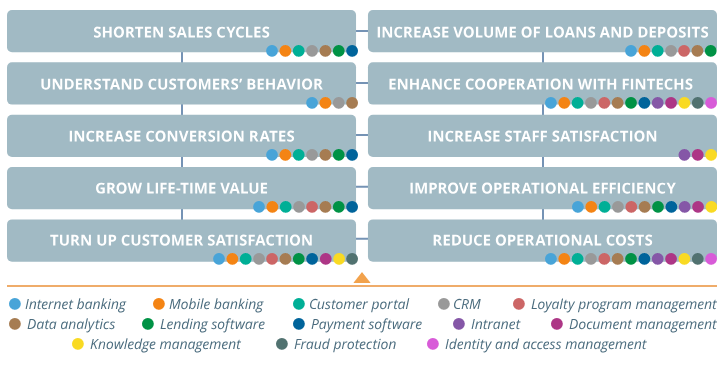 SHORTEN SALES CYCLES
INCREASE VOLUME OF LOANS AND DEPOSITS
UNDERSTAND CUSTOMERS’ BEHAVIOR
ENHANCE COOPERATION WITH FINTECHS
INCREASE CONVERSION RATES
INCREASE STAFF SATISFACTION
GROW LIFE-TIME VALUE
IMPROVE OPERATIONAL EFFICIENCY
TURN UP CUSTOMER SATISFACTION
REDUCE OPERATIONAL COSTS
Internet banking Mobile banking Customer portal CRM Loyalty program management
Data analytics Lending software Payment software Intranet Document management
Knowledge management Fraud protection Identity and access management